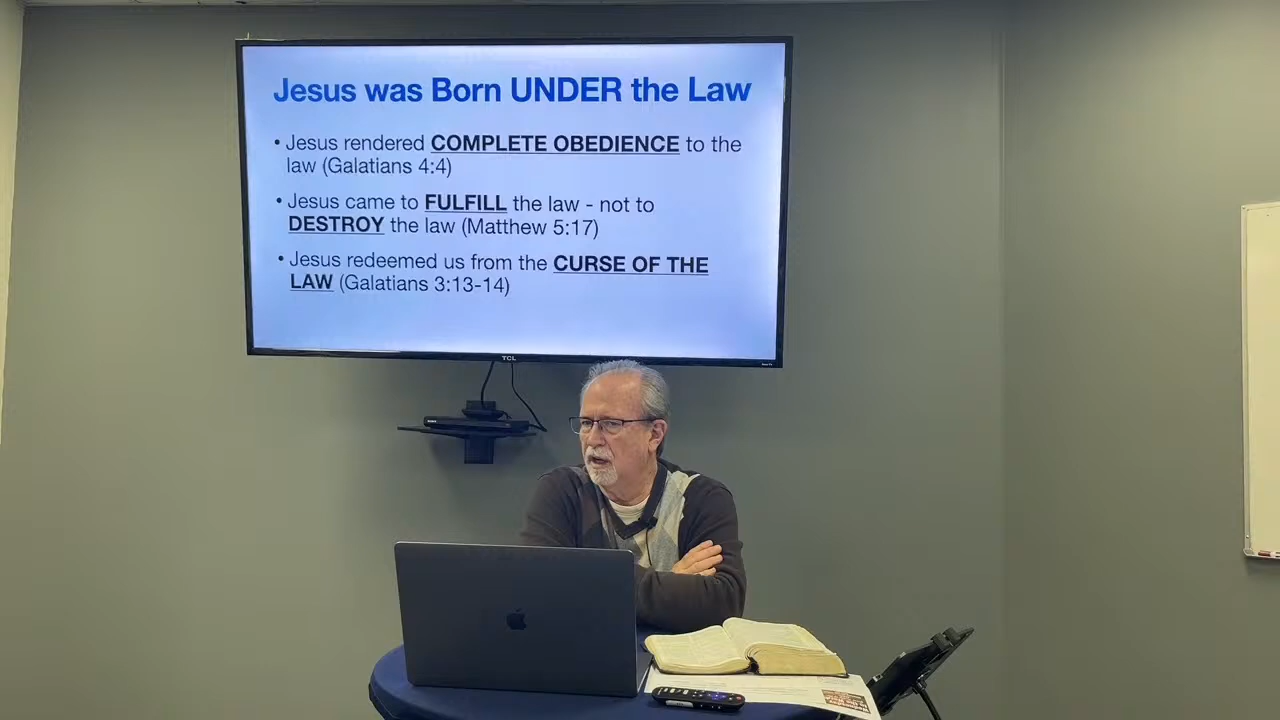 Jesus was Born UNDER the Law
• Jesus rendered COMPLETE OBEDIENCE to the
law (Galatians 4:4)
• Jesus came to FULFILL the law - not to
DESTROY the law (Matthew 5:17)
• Jesus redeemed us from the CURSE OF THE
LAW (Galatians 3:13-14)
TCL